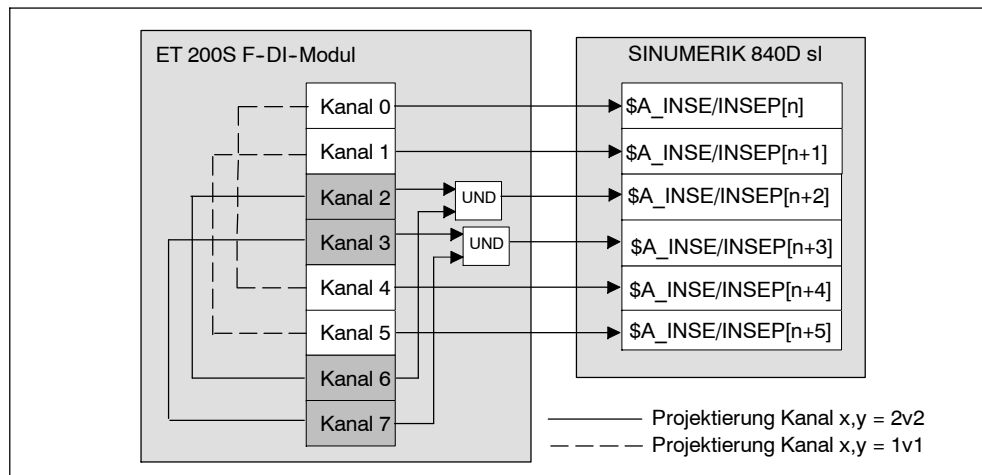 ET 200S F-DI-Modul
SINUMERIK 840D sl
Kanal 0
$A_INSE/INSEP[n]
Kanal 1
$A_INSE/INSEP[n+1]
Kanal 2
UND
$A_INSE/INSEP[n+2]
Kanal 3
UND
$A_INSE/INSEP[n+3]
Kanal 4
$A_INSE/INSEP[n+4]
Kanal 5
$A_INSE/INSEP[n+5]
Kanal 6
Kanal 7
Projektierung Kanal x,y = 2v2
Projektierung Kanal x,y = 1v1